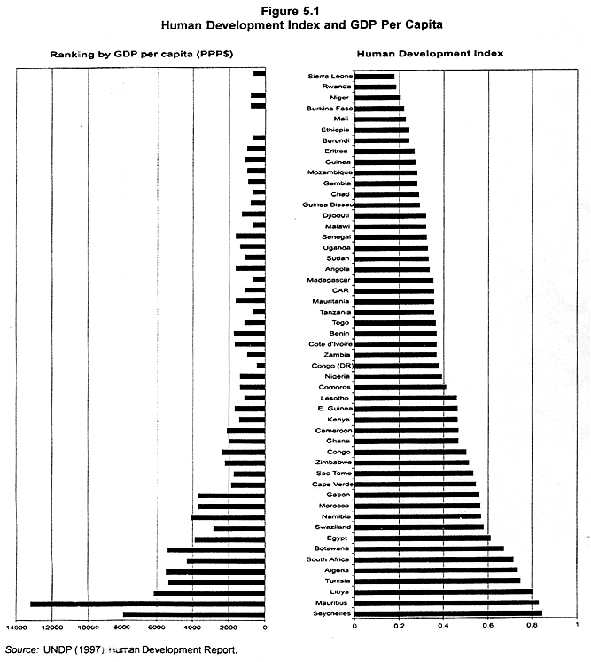 Figure 5.1
Human Development Index and GDP Per Capita
Ranking by GDP per capita (PPP$)
Human Development Index
Sierra Leone
Rwanda
Niger
Burkina Faso
Mali
Ethiopia
Burundi
Eritrea
Guinea
Mozambique
Gambia
Chad
Guinea Bissau
Djibouti
Malawi
Senegal
Uganda
Sudan
Angola
Madagascar
CAR
Mauritania
Tanzania
Togo
Benin
Cote d'Ivoire
Zambia
Congo (DR)
Nigeria
Comoros
Lesotho
E. Guinea
Kenya
Cameroon
Ghana
Congo
Zimbabwe
Sao Tome
Cape Verde
Gabon
Morocco
Namibia
Swaziland
Egypt
Botswana
South Africa
Algeria
Tunisia
Libya
Mauritius
Seychelles
14000 12000 10000 8000 6000 4000 2000 0
0 0.2 0.4 0.6 0.8 1
Source: UNDP (1997) Human Development Report.